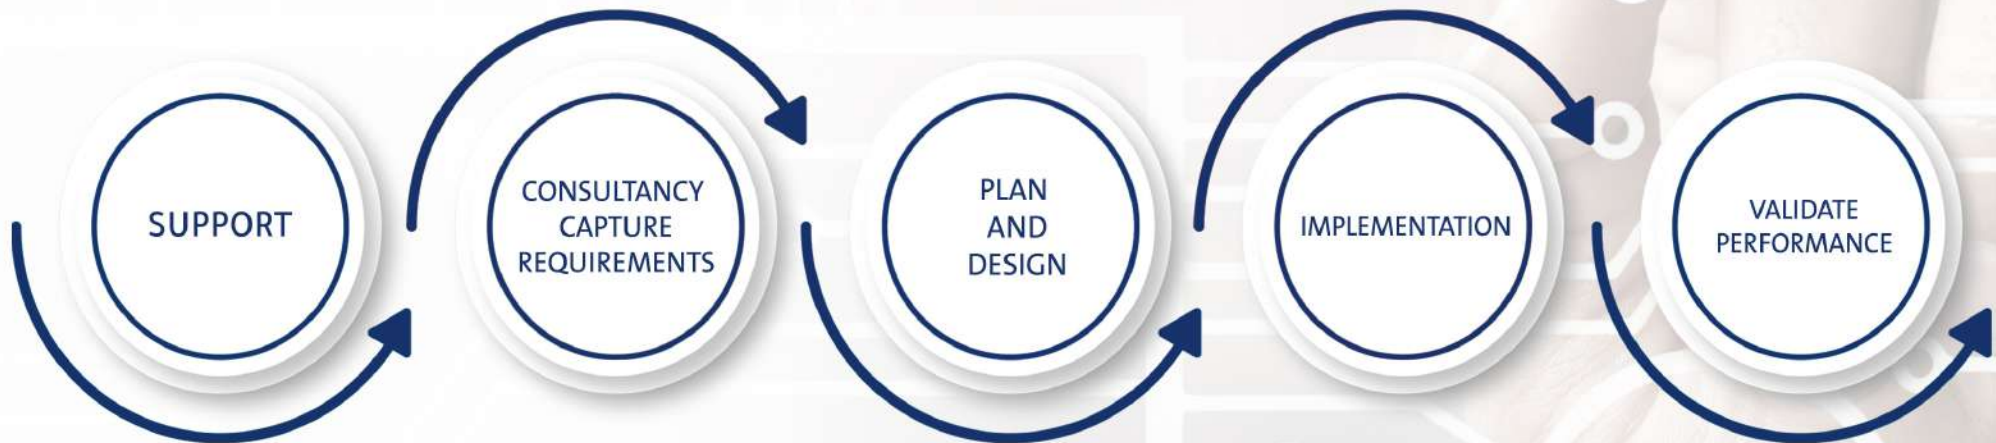 SUPPORT
CONSULTANCY
CAPTURE
REQUIREMENTS
PLAN
AND
DESIGN
IMPLEMENTATION
VALIDATE
PERFORMANCE